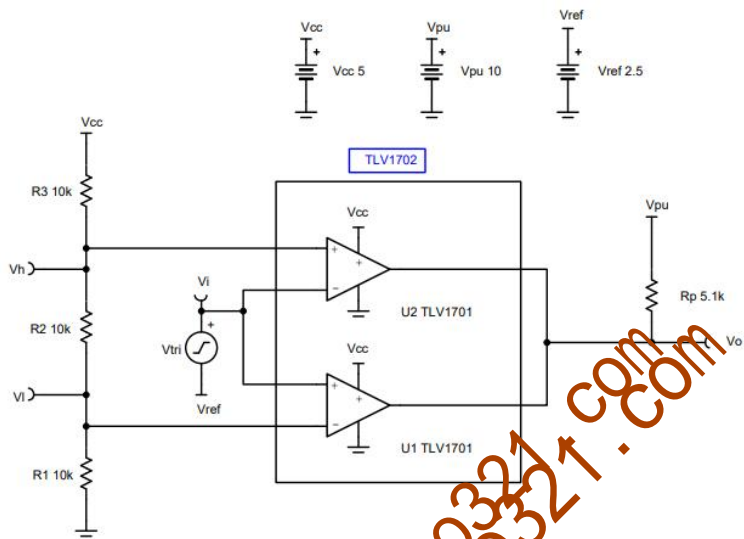 Vcc
Vpu
Vref
+
+
+
Vcc 5
Vpu 10
Vref 2.5
Vcc
TLV1702
R3 10k
Vcc
Vpu
+
+
Vh
Vi
−
Rp 5.1k
+
U2 TLV1701
R2 10k
Vtri
Vcc
Vo
Vl
Vref
+
+
−
U1 TLV1701
R1 10k
0321.com